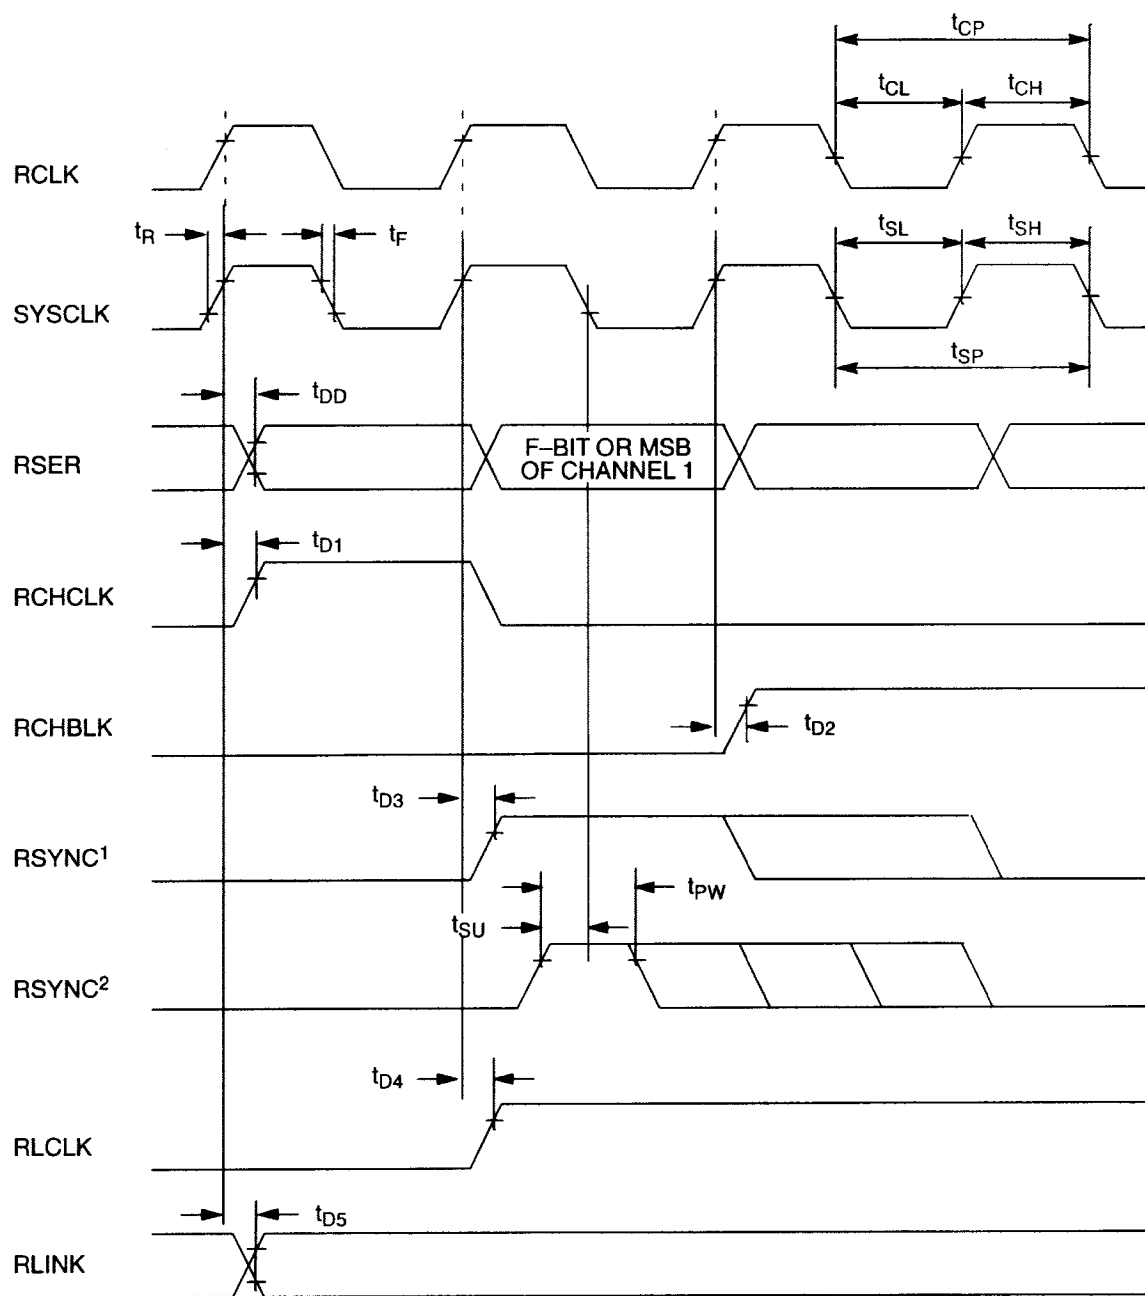 tCP
tCL tCH
RCLK
tR tF tSL tSH
SYSCLK
tSP
tDD
RSER F–BIT OR MSB
OF CHANNEL 1
tD1
RCHCLK
RCHBLK tD2
tD3
RSYNC1
tPW
tSU
RSYNC2
tD4
RLCLK
tD5
RLINK